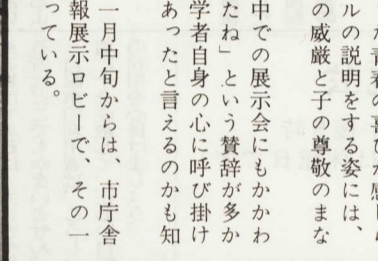 ルの説明をする姿には、
の威厳と子の尊敬のまな
中での展示会にもかかわ
たね」という賛辞が多か
学者自身の心に呼び掛け
あったと言えるのかも知
一月中旬からは、市庁舎
報展示ロビーで、その一
っている。